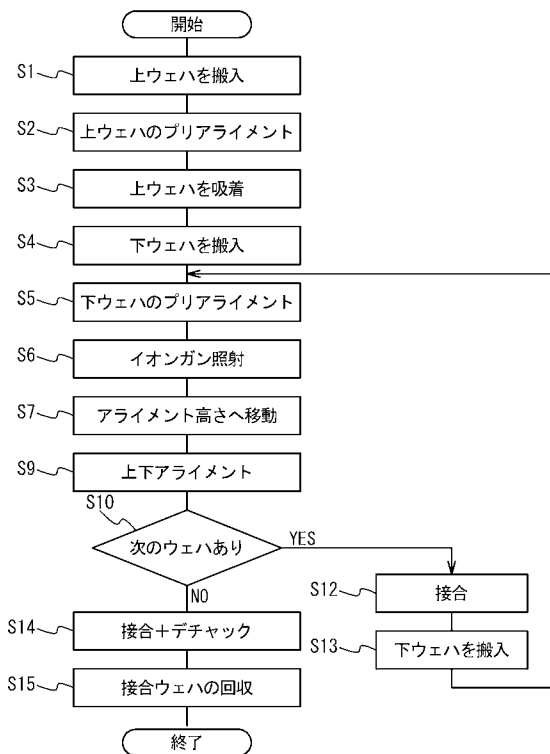 開始
S1
上ウェハを搬入
S2
上ウェハのプリアライメント
S3
上ウェハを吸着
S4
下ウェハを搬入
S5
下ウェハのプリアライメント
S6
イオンガン照射
S7
アライメント高さへ移動
S9
上下アライメント
S10
次のウェハあり
YES
NO
S12
接合
S13
下ウェハを搬入
S14
接合+デチャック
S15
接合ウェハの回収
終了